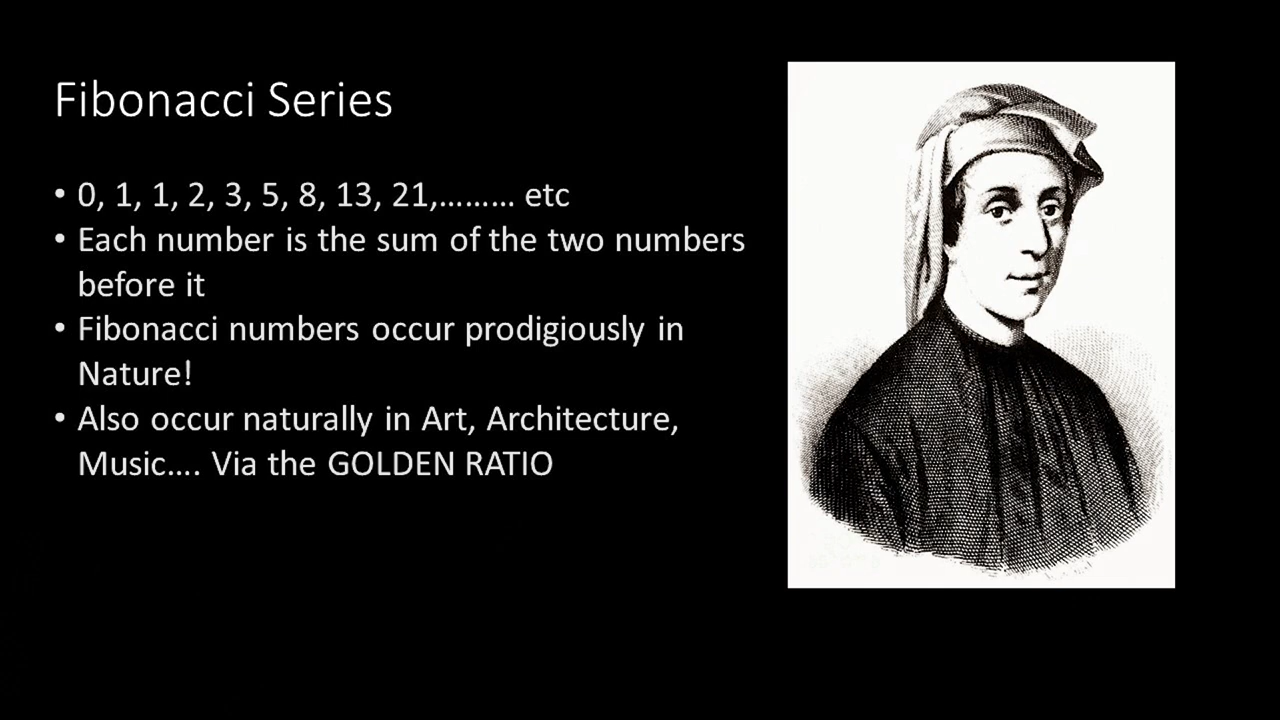 Fibonacci Series
• 0, 1, 1, 2, 3, 5, 8, 13, 21,……… etc
• Each number is the sum of the two numbers
before it
• Fibonacci numbers occur prodigiously in
Nature!
• Also occur naturally in Art, Architecture,
Music…. Via the GOLDEN RATIO